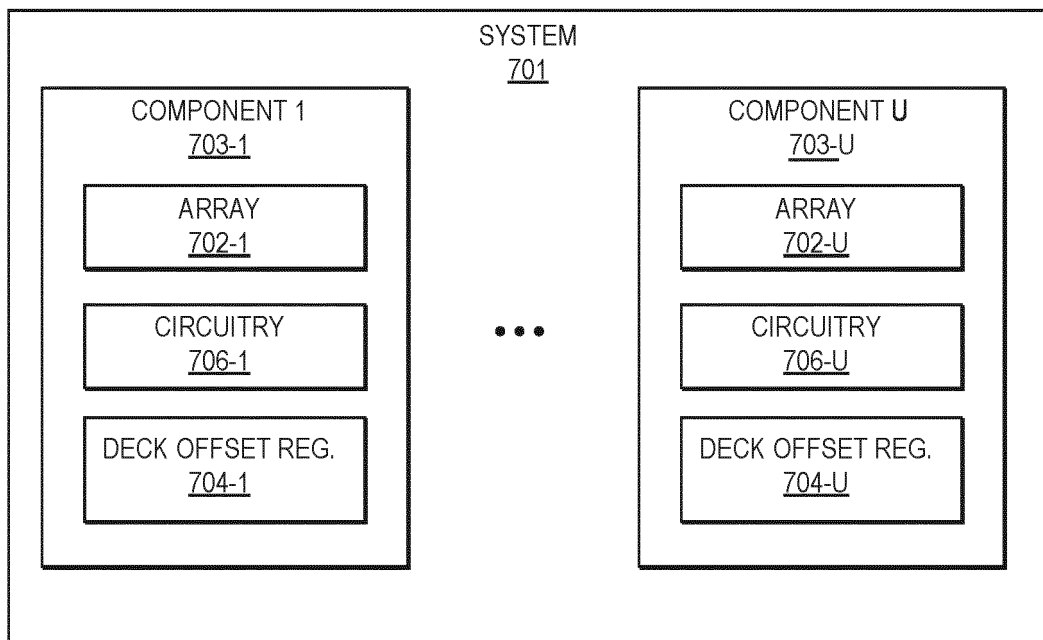 SYSTEM
701
COMPONENT 1
703-1
ARRAY
702-1
CIRCUITRY
706-1
DECK OFFSET REG.
704-1
•••
COMPONENT U
703-U
ARRAY
702-U
CIRCUITRY
706-U
DECK OFFSET REG.
704-U